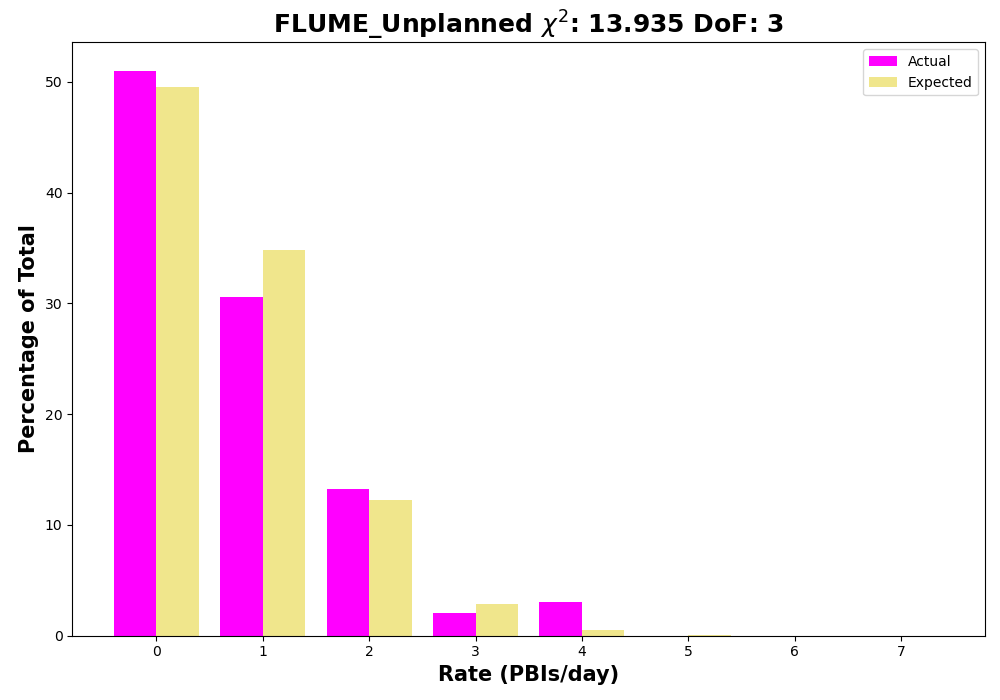 FLUME_Unplanned χ²: 13.935 DoF: 3
Actual
Expected
50
40
30
20
10
0
Percentage of Total
0 1 2 3 4 5 6 7
Rate (PBIs/day)